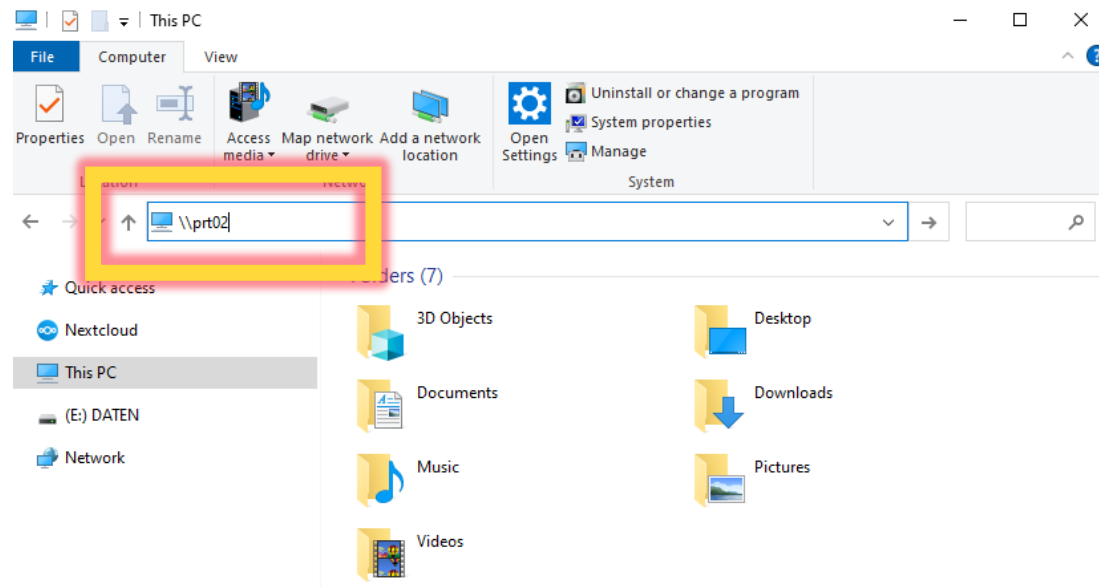 This PC
File Computer View
Properties Open Rename Access media Map network drive Add a network location Open Settings
Uninstall or change a program
System properties
Manage
System
\\prt02
Folders (7)
Quick access
Nextcloud
This PC
(E:) DATEN
Network
3D Objects
Desktop
Documents
Downloads
Music
Pictures
Videos